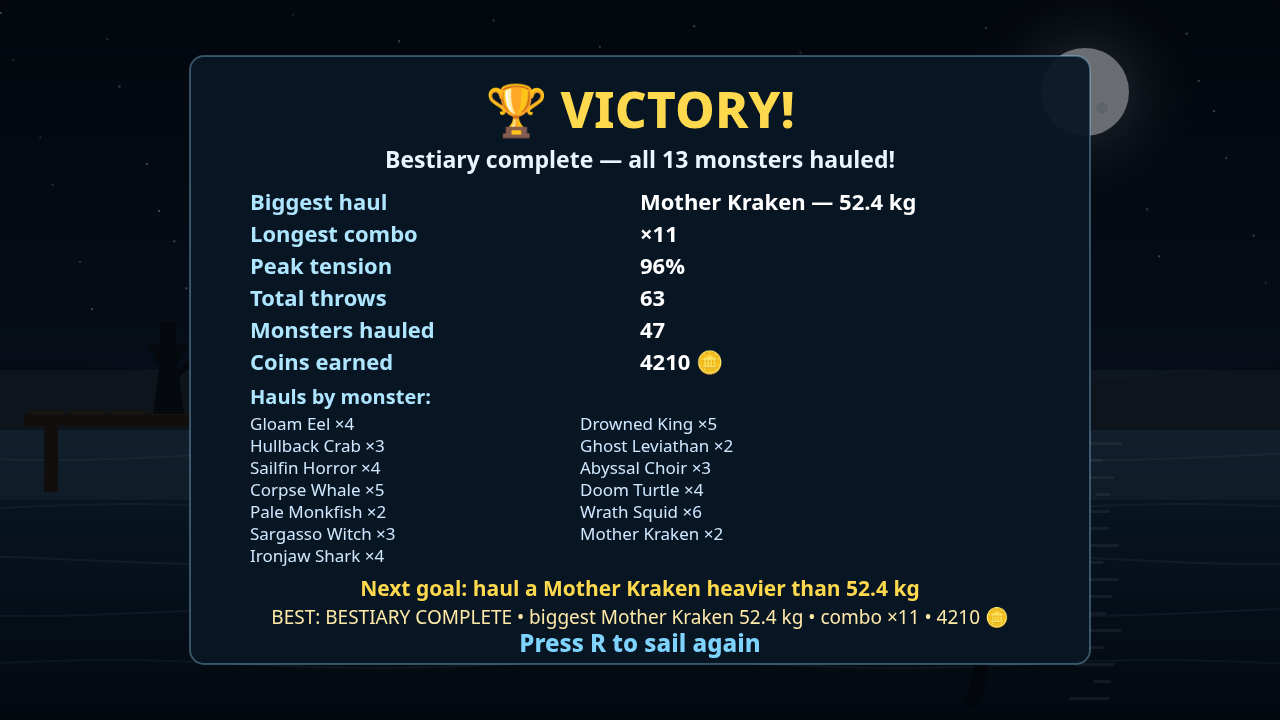 🏆 VICTORY!
Bestiary complete — all 13 monsters hauled!
Biggest haul Mother Kraken — 52.4 kg
Longest combo ×11
Peak tension 96%
Total throws 63
Monsters hauled 47
Coins earned 4210 🪙
Hauls by monster:
Gloam Eel ×4
Hullback Crab ×3
Sailfin Horror ×4
Corpse Whale ×5
Pale Monkfish ×2
Sargasso Witch ×3
Ironjaw Shark ×4
Drowned King ×5
Ghost Leviathan ×2
Abyssal Choir ×3
Doom Turtle ×4
Wrath Squid ×6
Mother Kraken ×2
Next goal: haul a Mother Kraken heavier than 52.4 kg
BEST: BESTIARY COMPLETE • biggest Mother Kraken 52.4 kg • combo ×11 • 4210 🪙
Press R to sail again